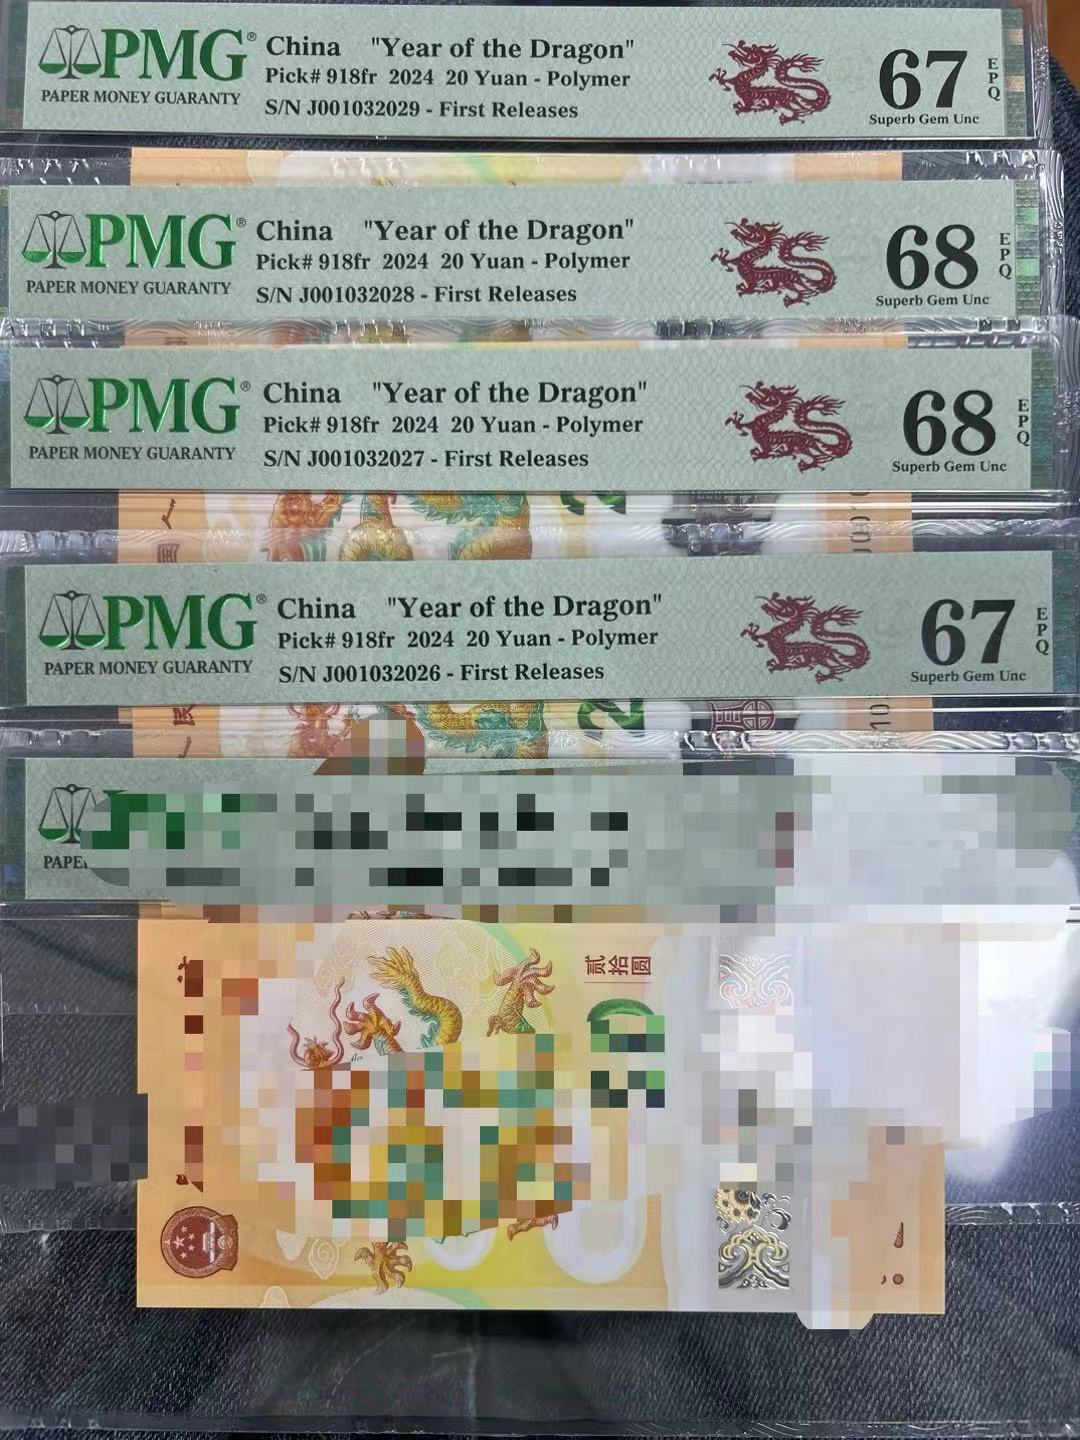 PMG®
PAPER MONEY GUARANTY
China "Year of the Dragon"
Pick# 918fr 2024 20 Yuan - Polymer
S/N J001032029 - First Releases
67
Superb Gem Unc
EPQ
PMG®
PAPER MONEY GUARANTY
China "Year of the Dragon"
Pick# 918fr 2024 20 Yuan - Polymer
S/N J001032028 - First Releases
68
Superb Gem Unc
EPQ
PMG®
PAPER MONEY GUARANTY
China "Year of the Dragon"
Pick# 918fr 2024 20 Yuan - Polymer
S/N J001032027 - First Releases
68
Superb Gem Unc
EPQ
PMG®
PAPER MONEY GUARANTY
China "Year of the Dragon"
Pick# 918fr 2024 20 Yuan - Polymer
S/N J001032026 - First Releases
67
Superb Gem Unc
EPQ
民
贰拾圆